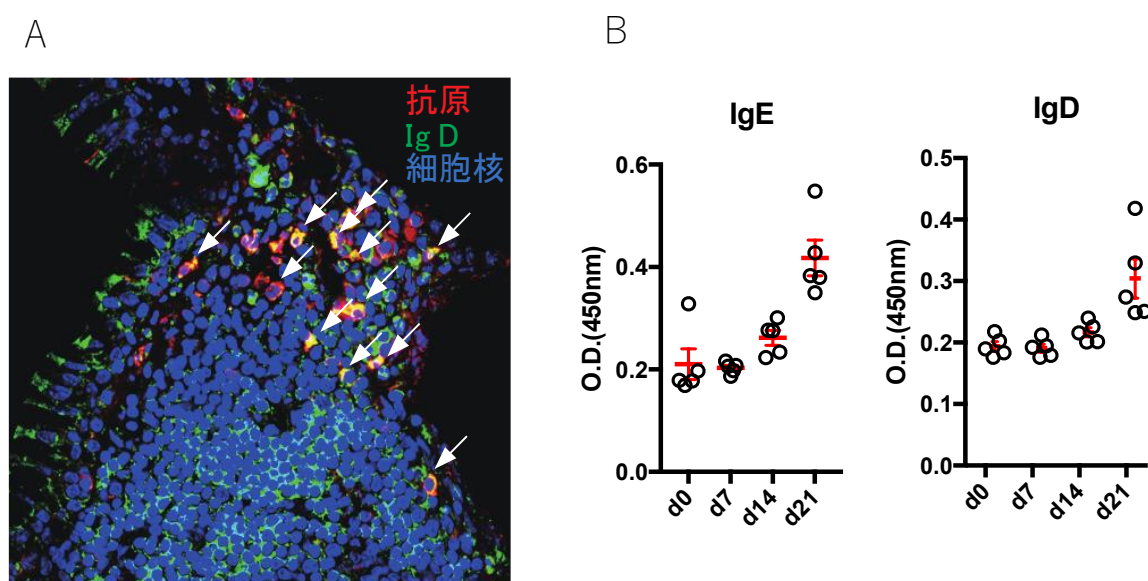 A
抗原
Ig D
細胞核
B
IgE
O.D.(450nm)
0.6
0.4
0.2
0.0
d0 d7 d14 d21
IgD
O.D.(450nm)
0.5
0.4
0.3
0.2
0.1
0.0
d0 d7 d14 d21